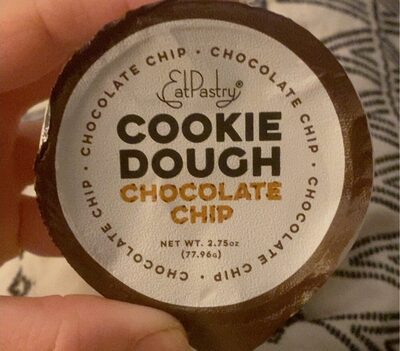 CHOCOLATE CHIP • CHOCOLATE CHIP • CHOCOLATE CHIP • CHOCOLATE CHIP • CHOCOLATE CHIP •
EatPastry®
COOKIE
DOUGH
CHOCOLATE
CHIP
NET WT. 2.75oz
(77.96G)